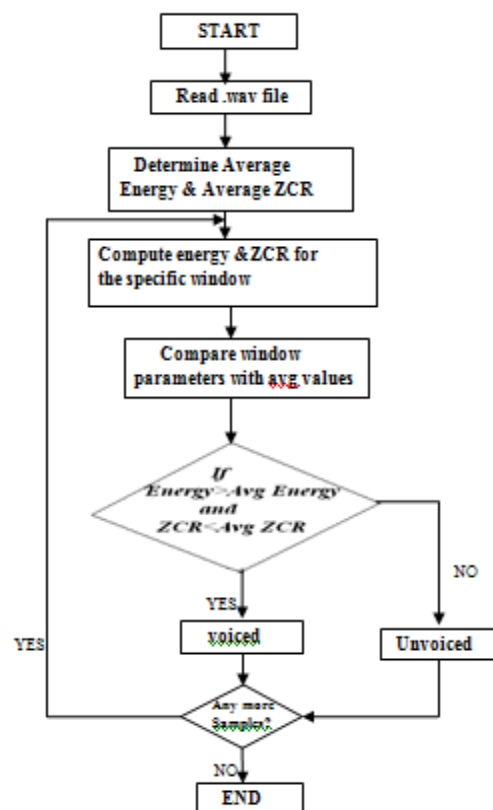 START
Read .wav file
Determine Average
Energy & Average ZCR
Compute energy &ZCR for
the specific window
Compare window
parameters with avg values
If
Energy>Avg Energy
and
ZCR<Avg ZCR
NO
YES
YES
voiced
Unvoiced
Any more
Samples?
NO
END